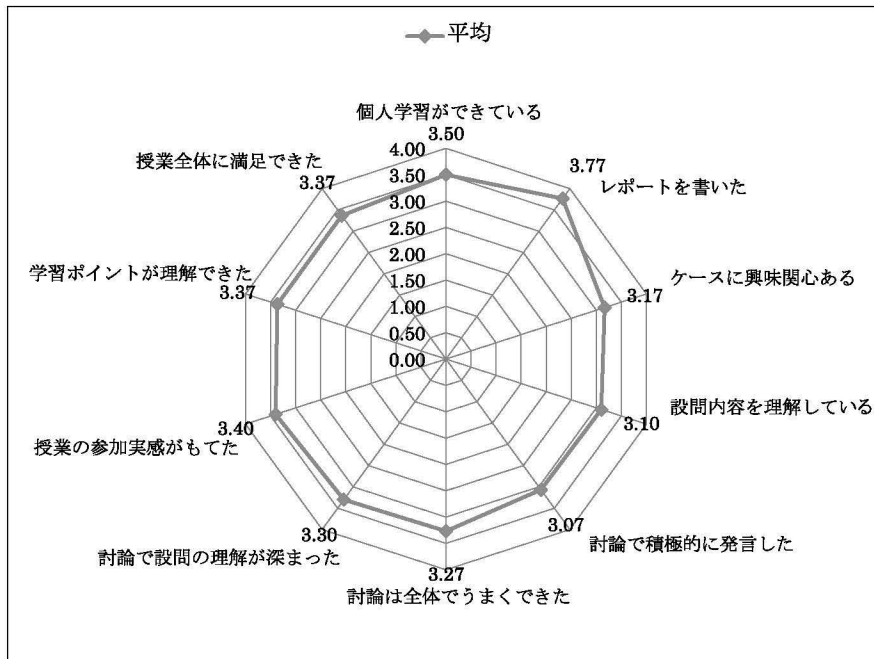 平均
個人学習ができている
3.50
3.77
レポートを書いた
ケースに興味関心ある
3.17
設問内容を理解している
3.10
3.07
討論で積極的に発言した
3.27
討論は全体でうまくできた
3.30
討論で設問の理解が深まった
3.40
授業の参加実感がもてた
学習ポイントが理解できた
3.37
授業全体に満足できた
3.37
4.00
3.50
3.00
2.50
2.00
1.50
1.00
0.50
0.00